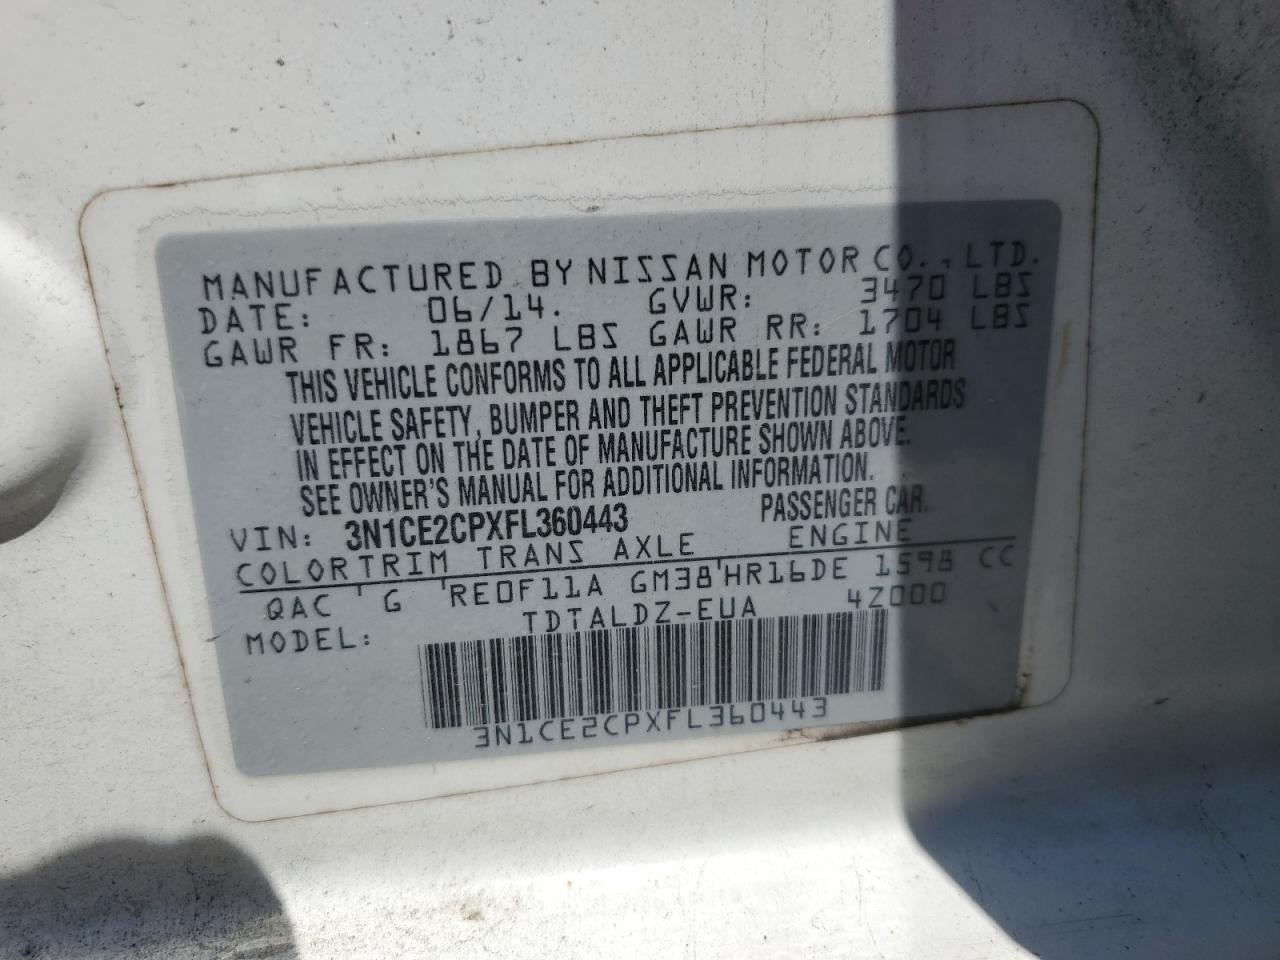 MANUFACTURED BY NISSAN MOTOR CO., LTD.
DATE: 06/14. GVWR: 3470 LBS
GAWR FR: 1867 LBS GAWR RR: 1704 LBS
THIS VEHICLE CONFORMS TO ALL APPLICABLE FEDERAL MOTOR
VEHICLE SAFETY, BUMPER AND THEFT PREVENTION STANDARDS
IN EFFECT ON THE DATE OF MANUFACTURE SHOWN ABOVE.
SEE OWNER'S MANUAL FOR ADDITIONAL INFORMATION.
VIN: 3N1CE2CPXFL360443 PASSENGER CAR.
COLOR TRIM TRANS AXLE ENGINE
QAC ' G ' RE0F11A GM38 ' HR16DE 1598 CC
MODEL: TDTALDZ-EUA 4Z000
3N1CE2CPXFL360443